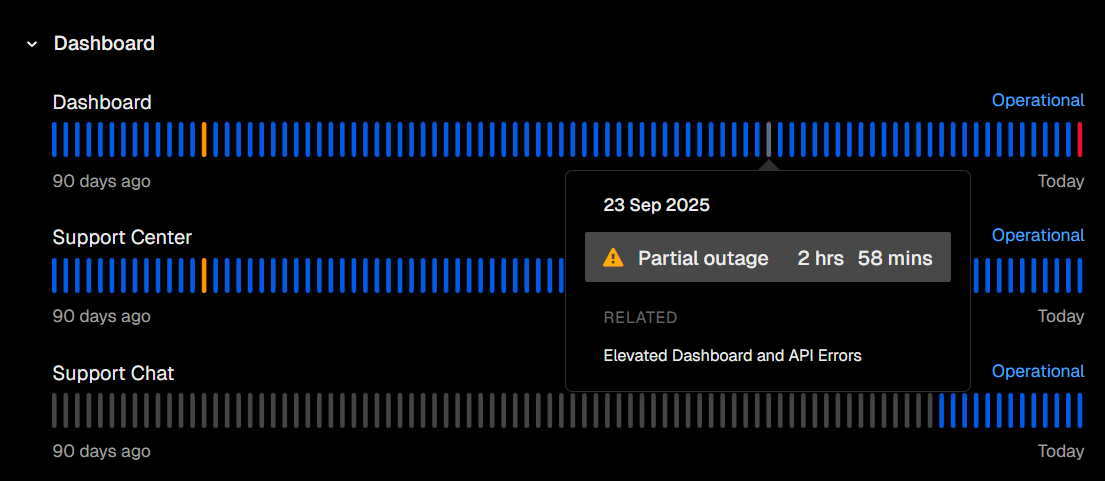 Dashboard
Dashboard Operational
90 days ago Today
23 Sep 2025
Partial outage 2 hrs 58 mins
RELATED
Elevated Dashboard and API Errors
Support Center Operational
90 days ago Today
Support Chat Operational
90 days ago Today